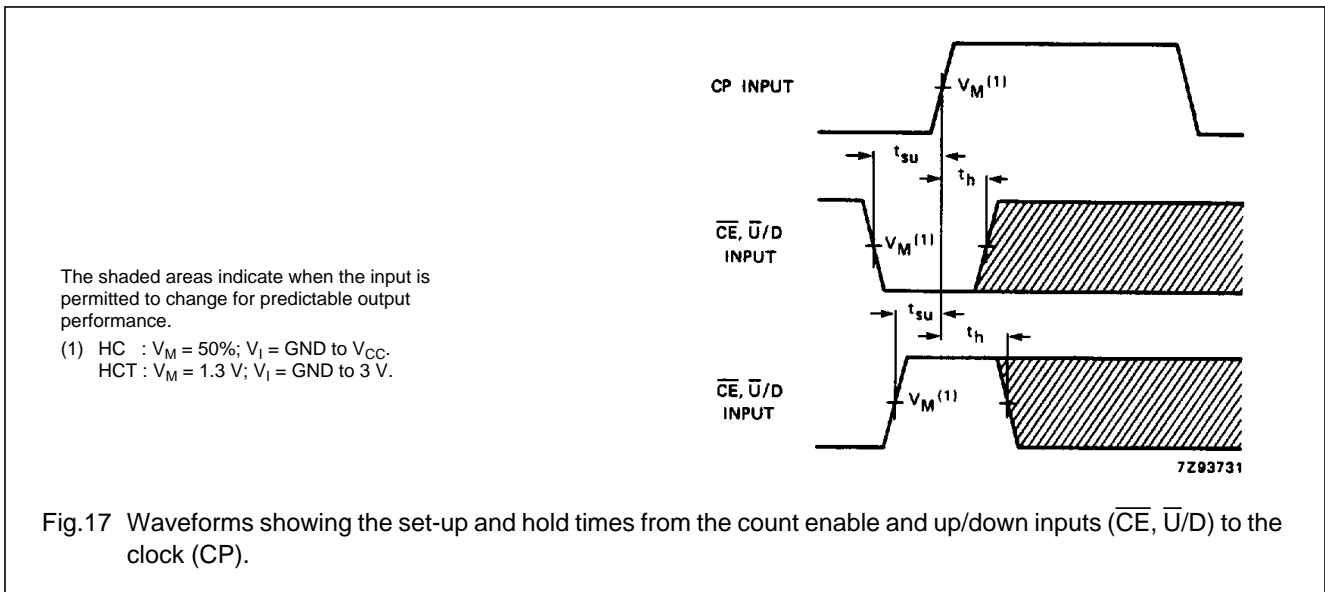 CP INPUT
V_M (1)
t_su
t_h
C̅E̅, U̅/D
INPUT
V_M (1)
t_su
t_h
C̅E̅, U̅/D
INPUT
V_M (1)
7Z93731
The shaded areas indicate when the input is
permitted to change for predictable output
performance.
(1) HC : V_M = 50%; V_I = GND to V_CC.
HCT : V_M = 1.3 V; V_I = GND to 3 V.
Fig.17 Waveforms showing the set-up and hold times from the count enable and up/down inputs (C̅E̅, U̅/D) to the
clock (CP).